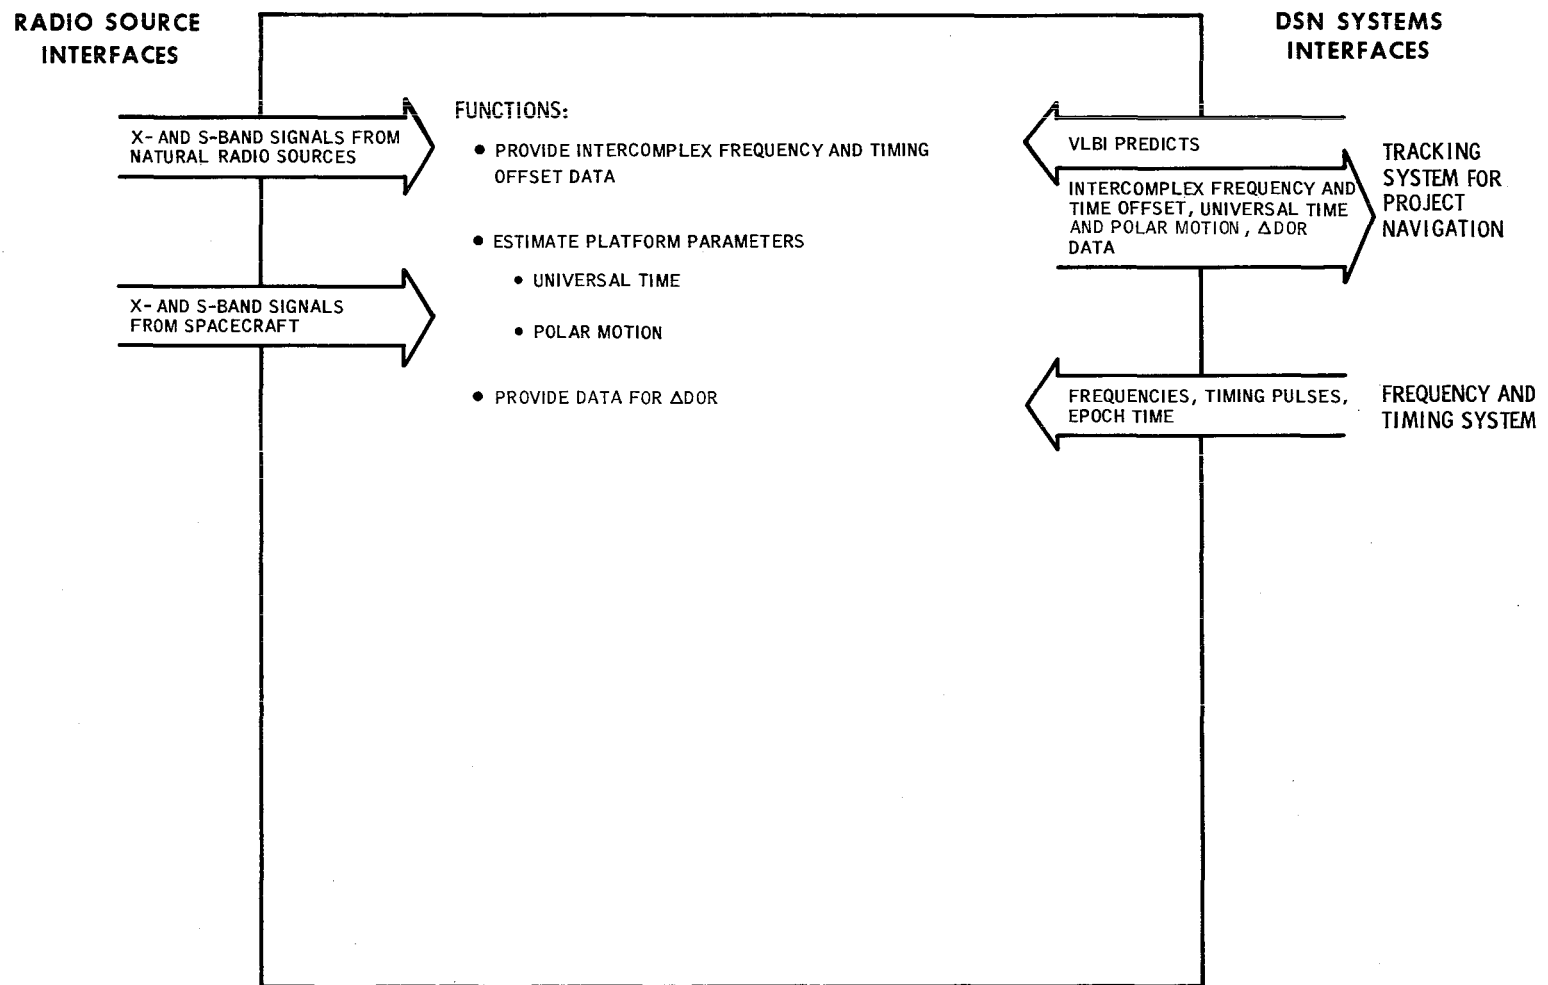 RADIO SOURCE
INTERFACES
X- AND S-BAND SIGNALS FROM
NATURAL RADIO SOURCES
X- AND S-BAND SIGNALS
FROM SPACECRAFT
FUNCTIONS:
• PROVIDE INTERCOMPLEX FREQUENCY AND TIMING
OFFSET DATA
• ESTIMATE PLATFORM PARAMETERS
• UNIVERSAL TIME
• POLAR MOTION
• PROVIDE DATA FOR ΔDOR
DSN SYSTEMS
INTERFACES
VLBI PREDICTS
INTERCOMPLEX FREQUENCY AND
TIME OFFSET, UNIVERSAL TIME
AND POLAR MOTION, ΔDOR
DATA
TRACKING
SYSTEM FOR
PROJECT
NAVIGATION
FREQUENCIES, TIMING PULSES,
EPOCH TIME
FREQUENCY AND
TIMING SYSTEM